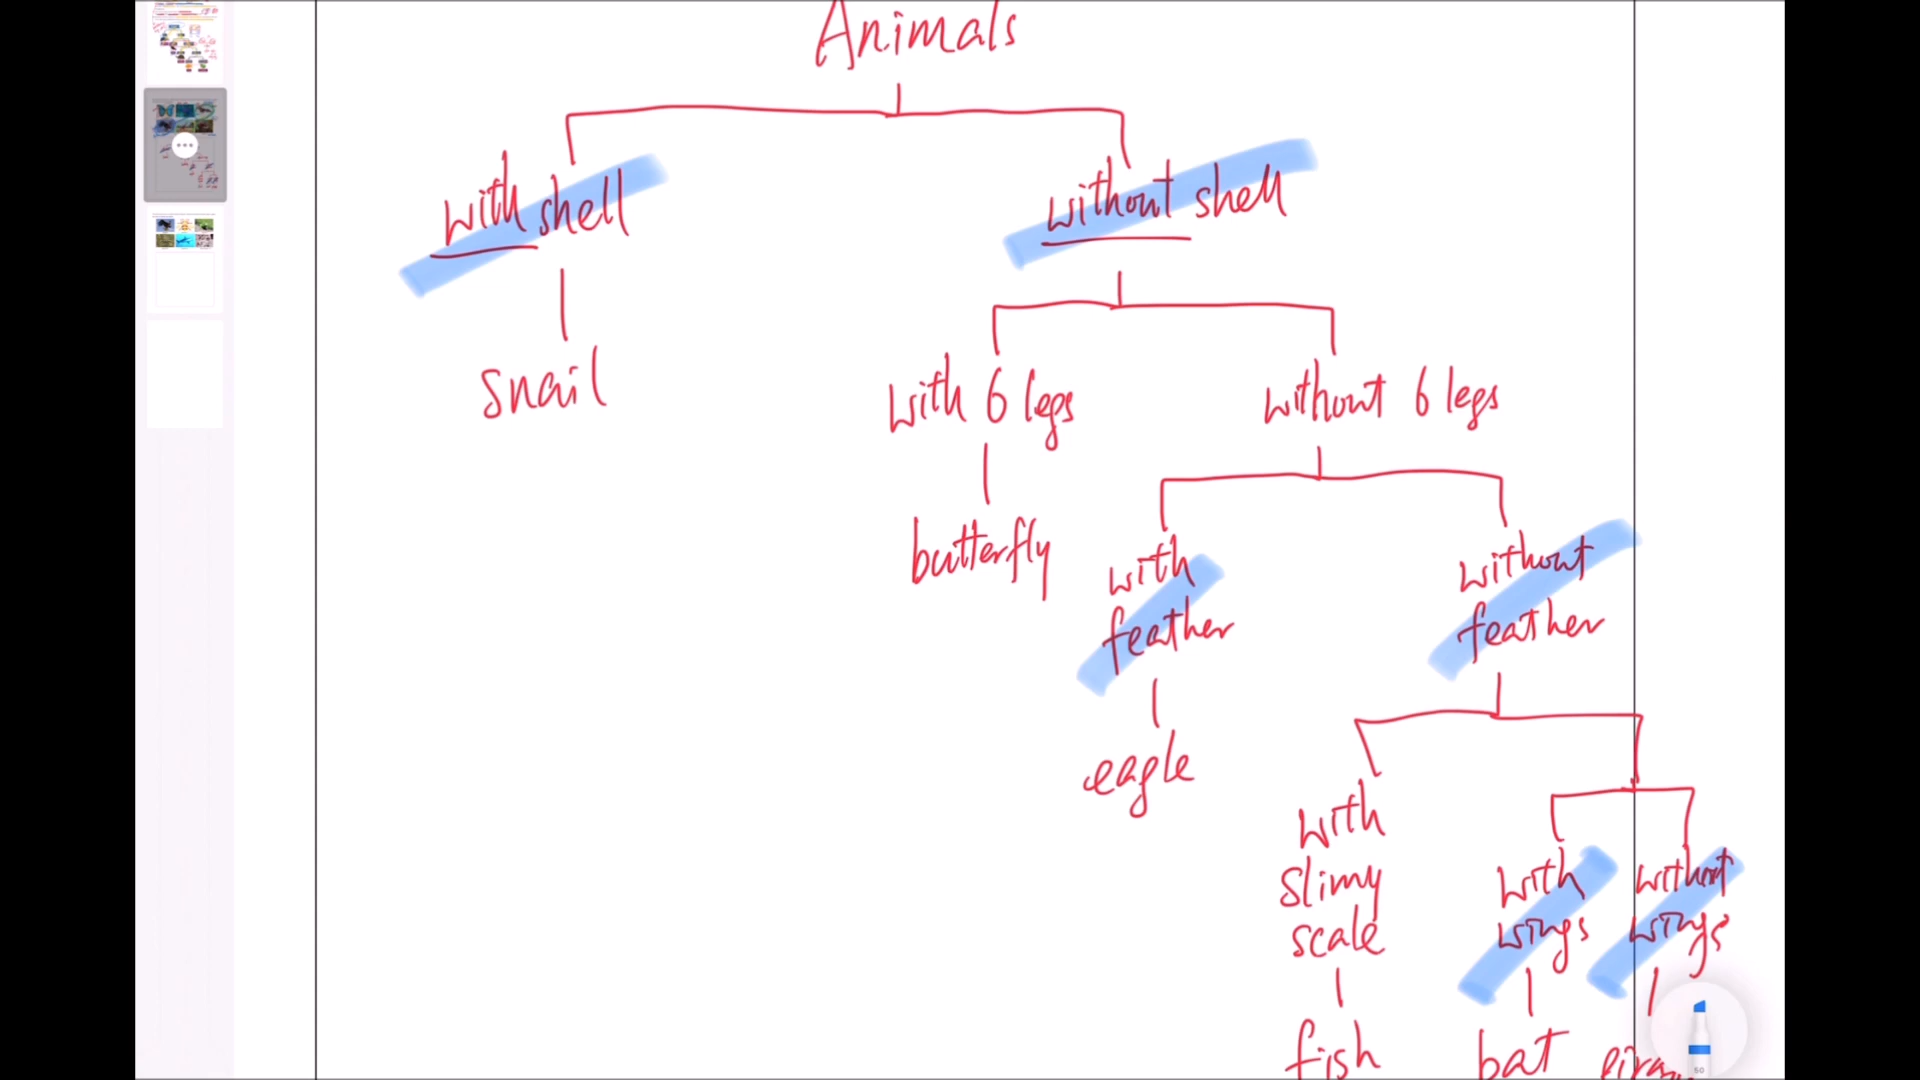 Animals
with shell
without shell
snail
with 6 legs
without 6 legs
butterfly
with
feather
without
feather
eagle
with
slimy
scale
with
wings
without
wings
fish
bat
50